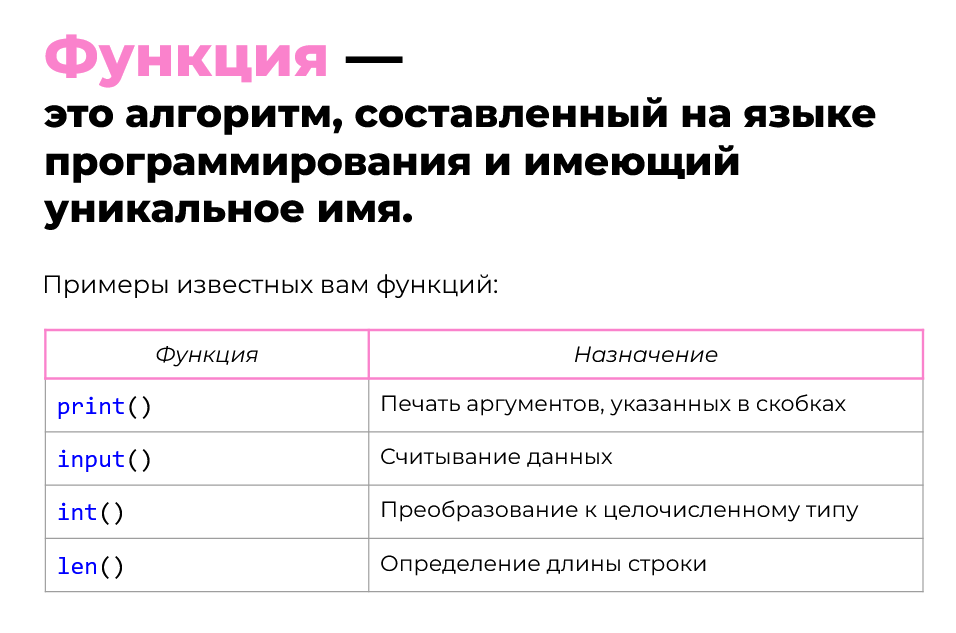 Функция —
это алгоритм, составленный на языке
программирования и имеющий
уникальное имя.
Примеры известных вам функций:
Функция Назначение
print() Печать аргументов, указанных в скобках
input() Считывание данных
int() Преобразование к целочисленному типу
len() Определение длины строки